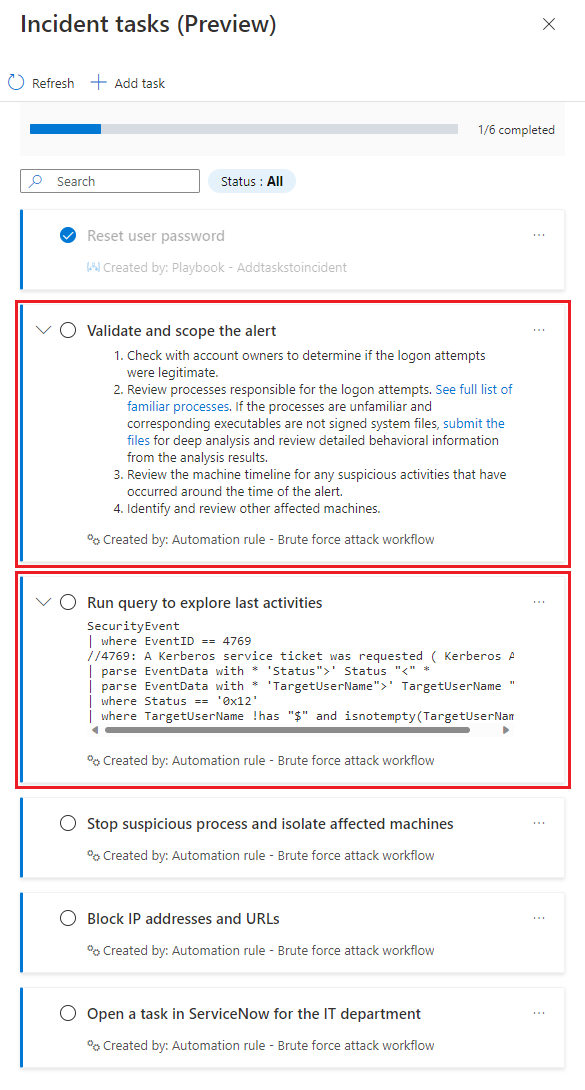 Incident tasks (Preview)
Refresh
Add task
1/6 completed
Search
Status : All
Reset user password
Created by: Playbook - Addtaskstoincident
Validate and scope the alert
1. Check with account owners to determine if the logon attempts
were legitimate.
2. Review processes responsible for the logon attempts. See full list of
familiar processes. If the processes are unfamiliar and
corresponding executables are not signed system files, submit the
files for deep analysis and review detailed behavioral information
from the analysis results.
3. Review the machine timeline for any suspicious activities that have
occurred around the time of the alert.
4. Identify and review other affected machines.
Created by: Automation rule - Brute force attack workflow
Run query to explore last activities
SecurityEvent
| where EventID == 4769
//4769: A Kerberos service ticket was requested ( Kerberos A
| parse EventData with * 'Status">' Status "<" *
| parse EventData with * 'TargetUserName">' TargetUserName "
| where Status == '0x12'
| where TargetUserName !has "$" and isnotempty(TargetUserNam
Created by: Automation rule - Brute force attack workflow
Stop suspicious process and isolate affected machines
Created by: Automation rule - Brute force attack workflow
Block IP addresses and URLs
Created by: Automation rule - Brute force attack workflow
Open a task in ServiceNow for the IT department
Created by: Automation rule - Brute force attack workflow